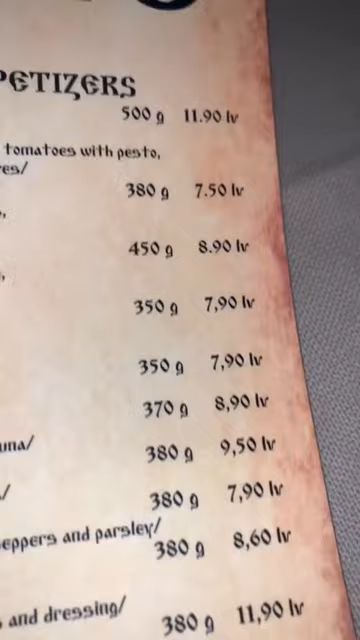 PETIZERS
500 g 11.90 lv
tomatoes with pesto,
es/
380 g 7.50 lv
450 g 8.90 lv
350 g 7,90 lv
350 g 7,90 lv
370 g 8,90 lv
una/
380 g 9,50 lv
380 g 7,90 lv
eppers and parsley/
380 g 8,60 lv
and dressing/
380 g 11,90 lv